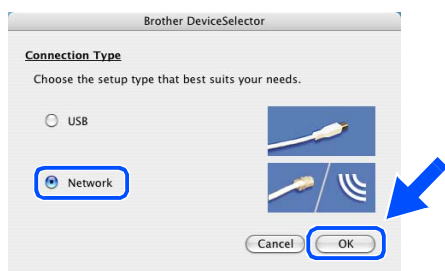 Brother DeviceSelector
Connection Type
Choose the setup type that best suits your needs.
USB
Network
Cancel OK